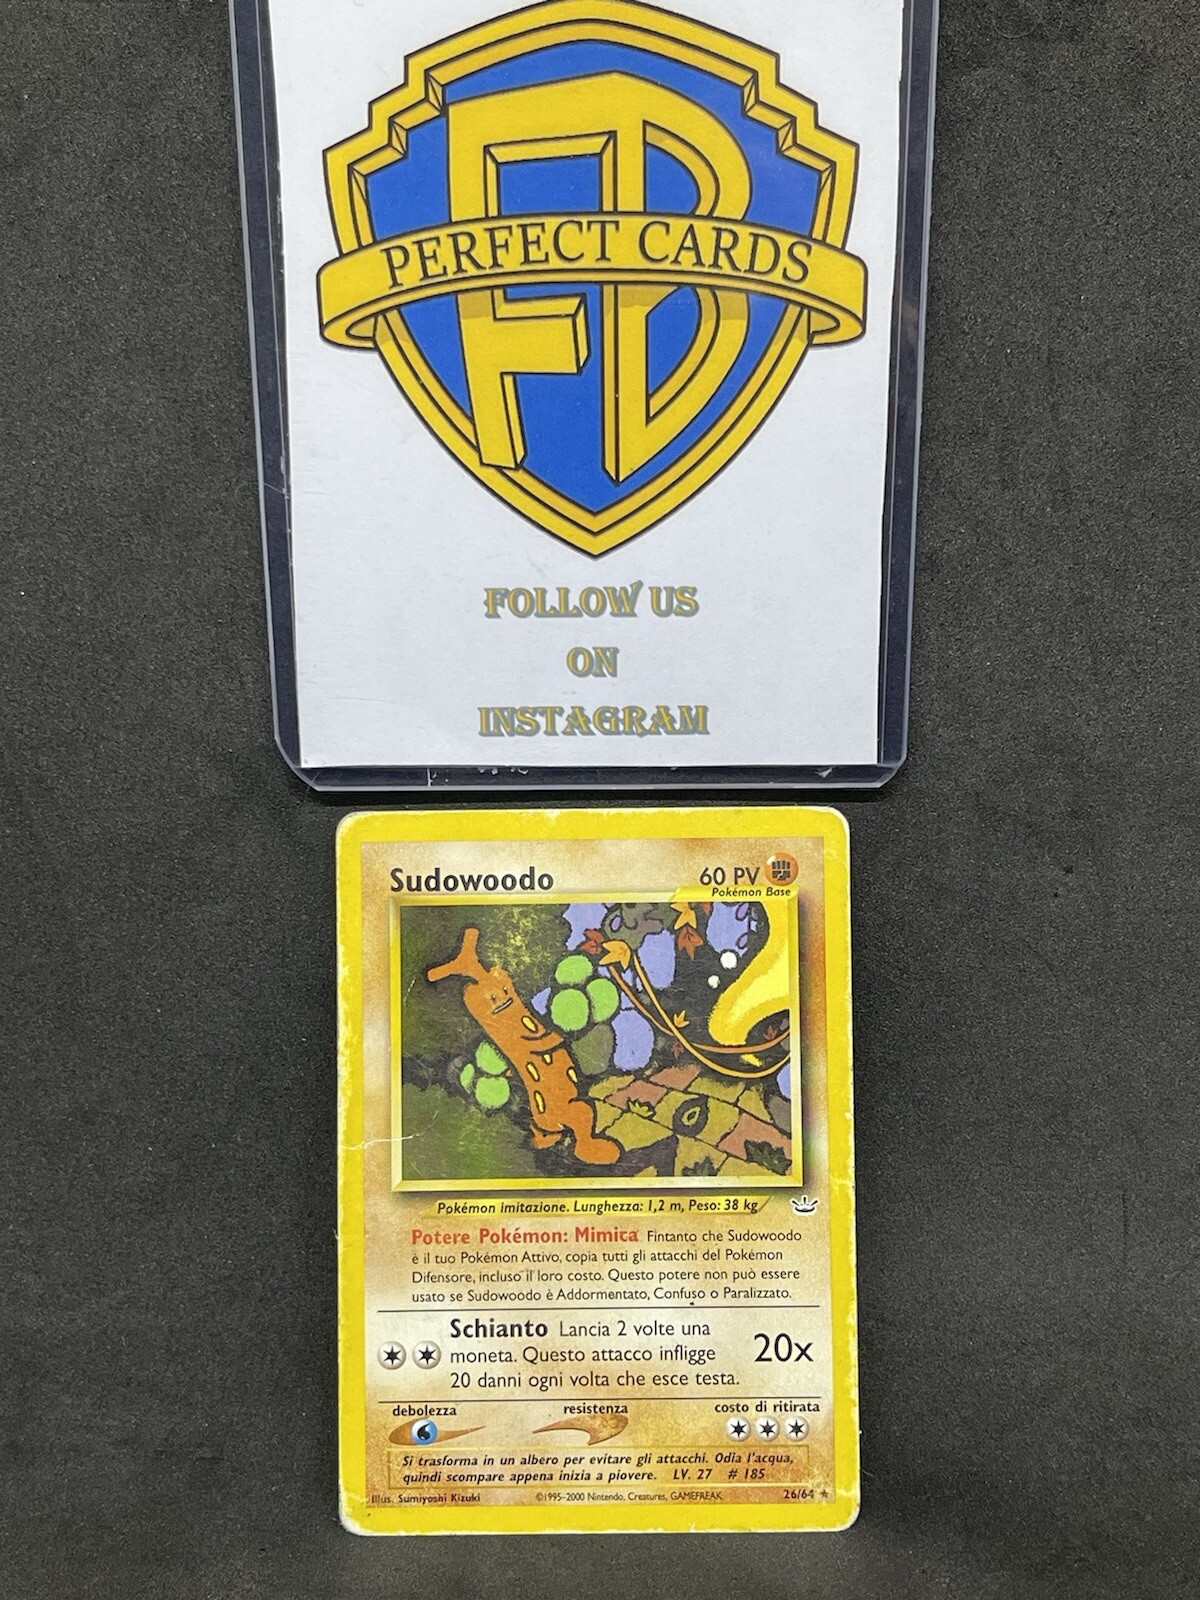 FB
PERFECT CARDS
FOLLOW US
ON
INSTAGRAM
Sudowoodo 60 PV
Pokémon Base
Pokémon imitazione. Lunghezza: 1,2 m, Peso: 38 kg
Potere Pokémon: Mimica Fintanto che Sudowoodo
è il tuo Pokémon Attivo, copia tutti gli attacchi del Pokémon
Difensore, incluso il loro costo. Questo potere non può essere
usato se Sudowoodo è Addormentato, Confuso o Paralizzato.
Schianto Lancia 2 volte una
moneta. Questo attacco infligge 20x
20 danni ogni volta che esce testa.
debolezza resistenza costo di ritirata
Si trasforma in un albero per evitare gli attacchi. Odia l'acqua,
quindi scompare appena inizia a piovere. LV. 27 # 185
Illus. Sumiyoshi Kizuki ©1995-2000 Nintendo, Creatures, GAMEFREAK. 26/64 ★